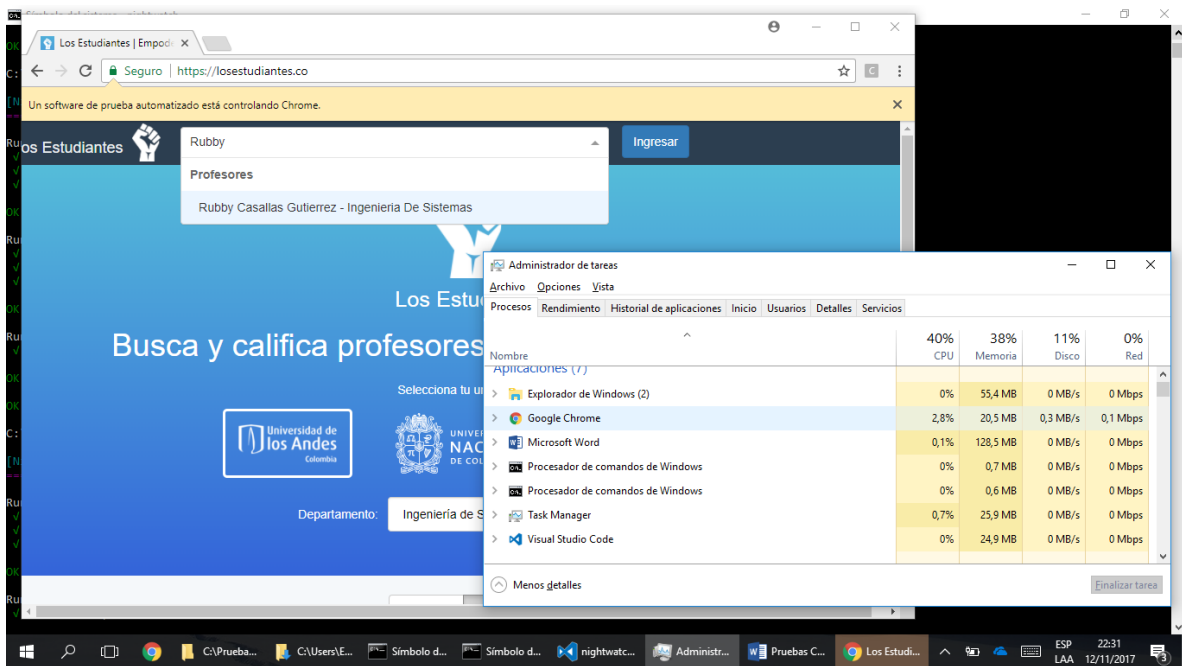 Los Estudiantes | Empod
Seguro | https://losestudiantes.co
Un software de prueba automatizado está controlando Chrome.
os Estudiantes
Rubby
Ingresar
Profesores
Rubby Casallas Gutierrez - Ingenieria De Sistemas
Los Estu
Busca y califica profesores
Selecciona tu u
Universidad de
los Andes
Colombia
UNIVE
NAC
DE COL
Departamento:
Ingeniería de S
Administrador de tareas
Archivo Opciones Vista
Procesos Rendimiento Historial de aplicaciones Inicio Usuarios Detalles Servicios
40% 38% 11% 0%
Nombre CPU Memoria Disco Red
Aplicaciones (7)
Explorador de Windows (2) 0% 55,4 MB 0 MB/s 0 Mbps
Google Chrome 2,8% 20,5 MB 0,3 MB/s 0,1 Mbps
Microsoft Word 0,1% 128,5 MB 0 MB/s 0 Mbps
Procesador de comandos de Windows 0% 0,7 MB 0 MB/s 0 Mbps
Procesador de comandos de Windows 0% 0,6 MB 0 MB/s 0 Mbps
Task Manager 0,7% 25,9 MB 0 MB/s 0 Mbps
Visual Studio Code 0% 24,9 MB 0 MB/s 0 Mbps
Menos detalles
Finalizar tarea
C:\Prueba... C:\Users\E... Símbolo d... Símbolo d... nightwatc... Administr... Pruebas C... Los Estudi...
ESP 22:31
LAA 12/11/2017
3